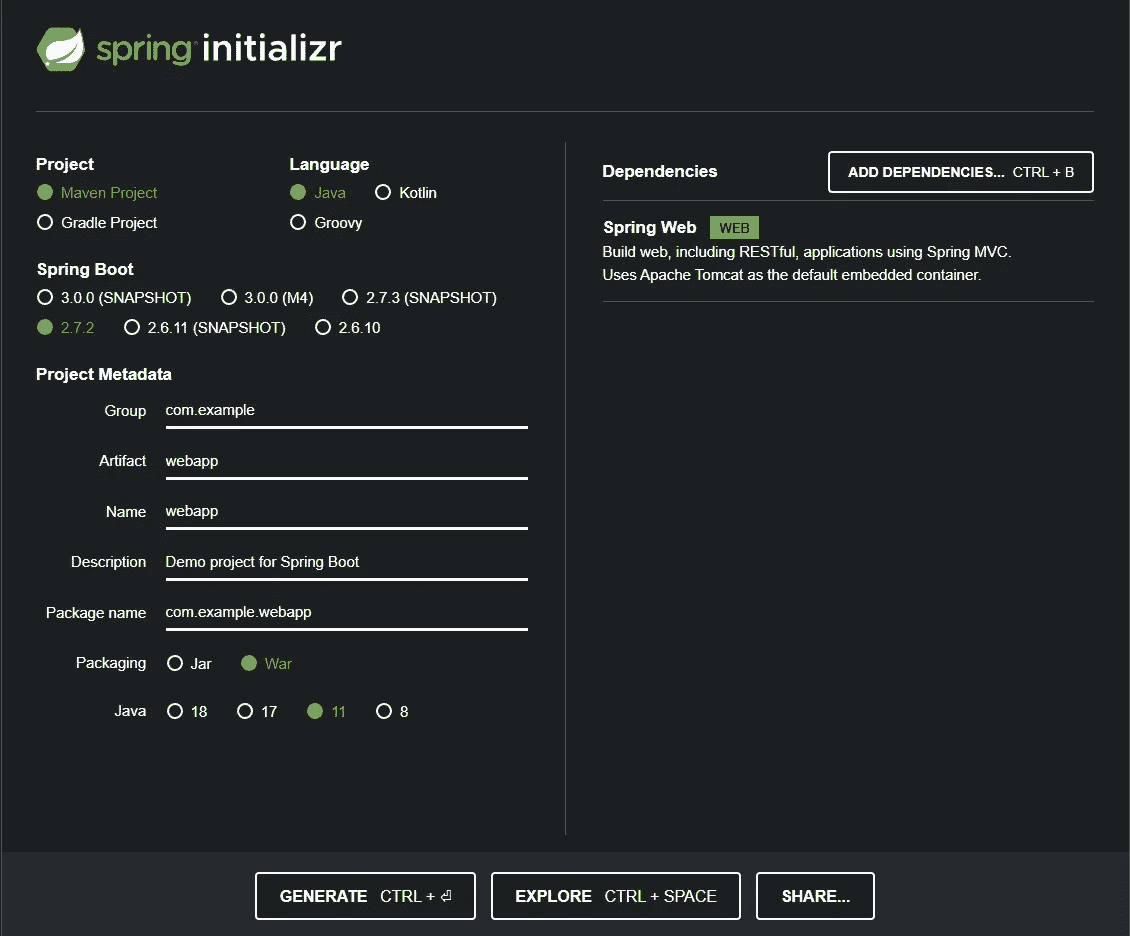 spring initializr
Project
Maven Project
Gradle Project
Language
Java Kotlin
Groovy
Spring Boot
3.0.0 (SNAPSHOT) 3.0.0 (M4) 2.7.3 (SNAPSHOT)
2.7.2 2.6.11 (SNAPSHOT) 2.6.10
Project Metadata
Group com.example
Artifact webapp
Name webapp
Description Demo project for Spring Boot
Package name com.example.webapp
Packaging Jar War
Java 18 17 11 8
Dependencies ADD DEPENDENCIES... CTRL + B
Spring Web WEB
Build web, including RESTful, applications using Spring MVC.
Uses Apache Tomcat as the default embedded container.
GENERATE CTRL + ⏎ EXPLORE CTRL + SPACE SHARE...